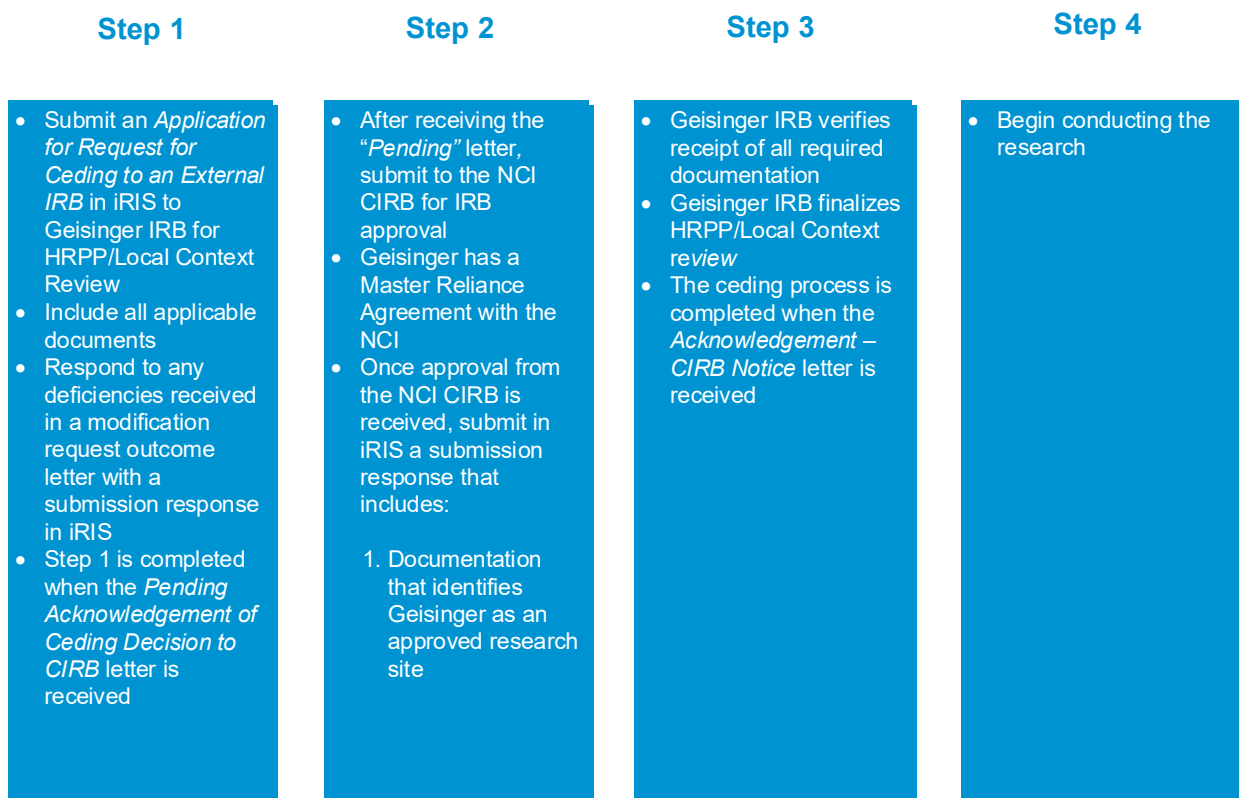 Step 1
• Submit an Application
for Request for
Ceding to an External
IRB in iRIS to
Geisinger IRB for
HRPP/Local Context
Review
• Include all applicable
documents
• Respond to any
deficiencies received
in a modification
request outcome
letter with a
submission response
in iRIS
• Step 1 is completed
when the Pending
Acknowledgement of
Ceding Decision to
CIRB letter is
received
Step 2
• After receiving the
“Pending” letter,
submit to the NCI
CIRB for IRB
approval
• Geisinger has a
Master Reliance
Agreement with the
NCI
• Once approval from
the NCI CIRB is
received, submit in
iRIS a submission
response that
includes:
1. Documentation
that identifies
Geisinger as an
approved research
site
Step 3
• Geisinger IRB verifies
receipt of all required
documentation
• Geisinger IRB finalizes
HRPP/Local Context
review
• The ceding process is
completed when the
Acknowledgement –
CIRB Notice letter is
received
Step 4
• Begin conducting the
research